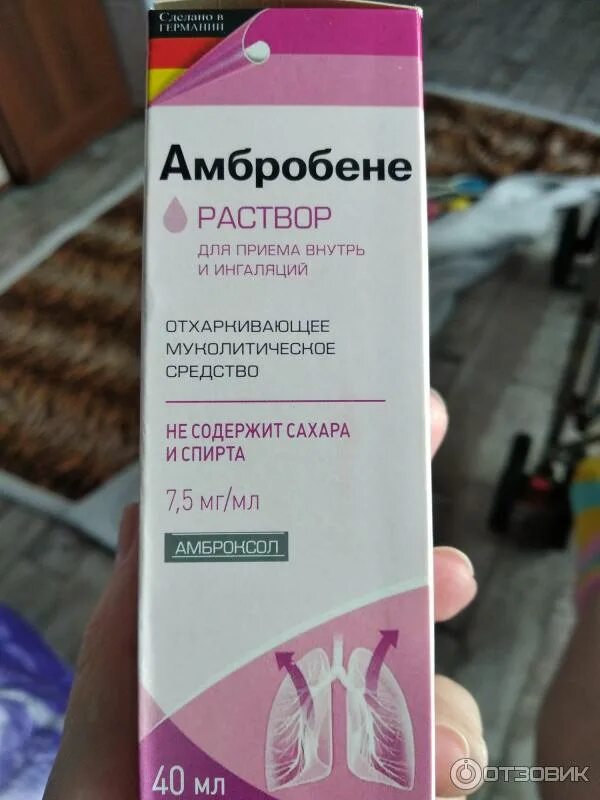 Сделано в
ГЕРМАНИИ
Амбробене
РАСТВОР
ДЛЯ ПРИЕМА ВНУТРЬ
И ИНГАЛЯЦИЙ
ОТХАРКИВАЮЩЕЕ
МУКОЛИТИЧЕСКОЕ
СРЕДСТВО
НЕ СОДЕРЖИТ САХАРА
И СПИРТА
7,5 мг/мл
АМБРОКСОЛ
40 мл
ОТЗОВИК